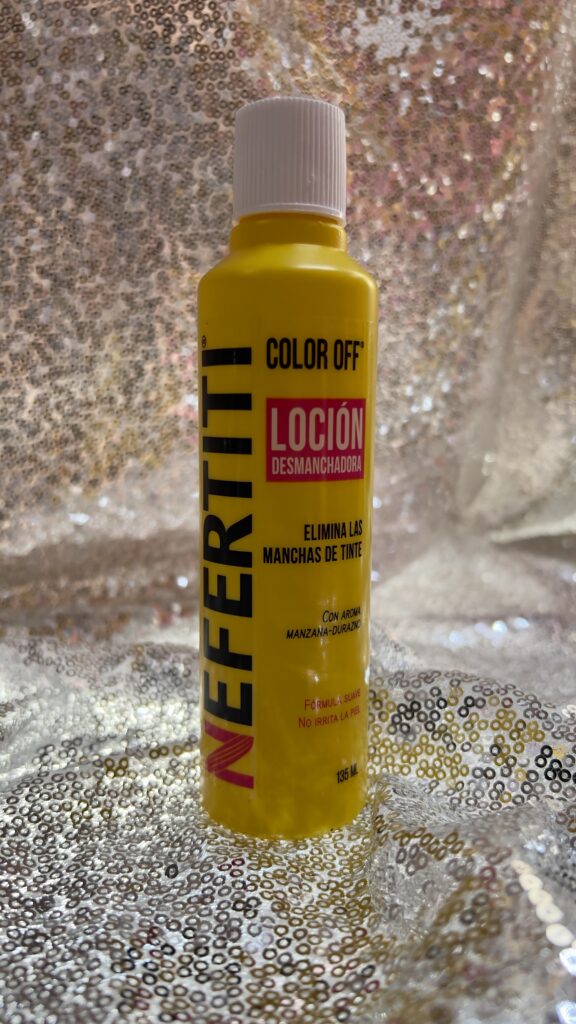 NEFERTITI®
COLOR OFF®
LOCIÓN
DESMANCHADORA
ELIMINA LAS
MANCHAS DE TINTE
CON AROMA
MANZANA-DURAZNO
FÓRMULA SUAVE
NO IRRITA LA PIEL
135 ML